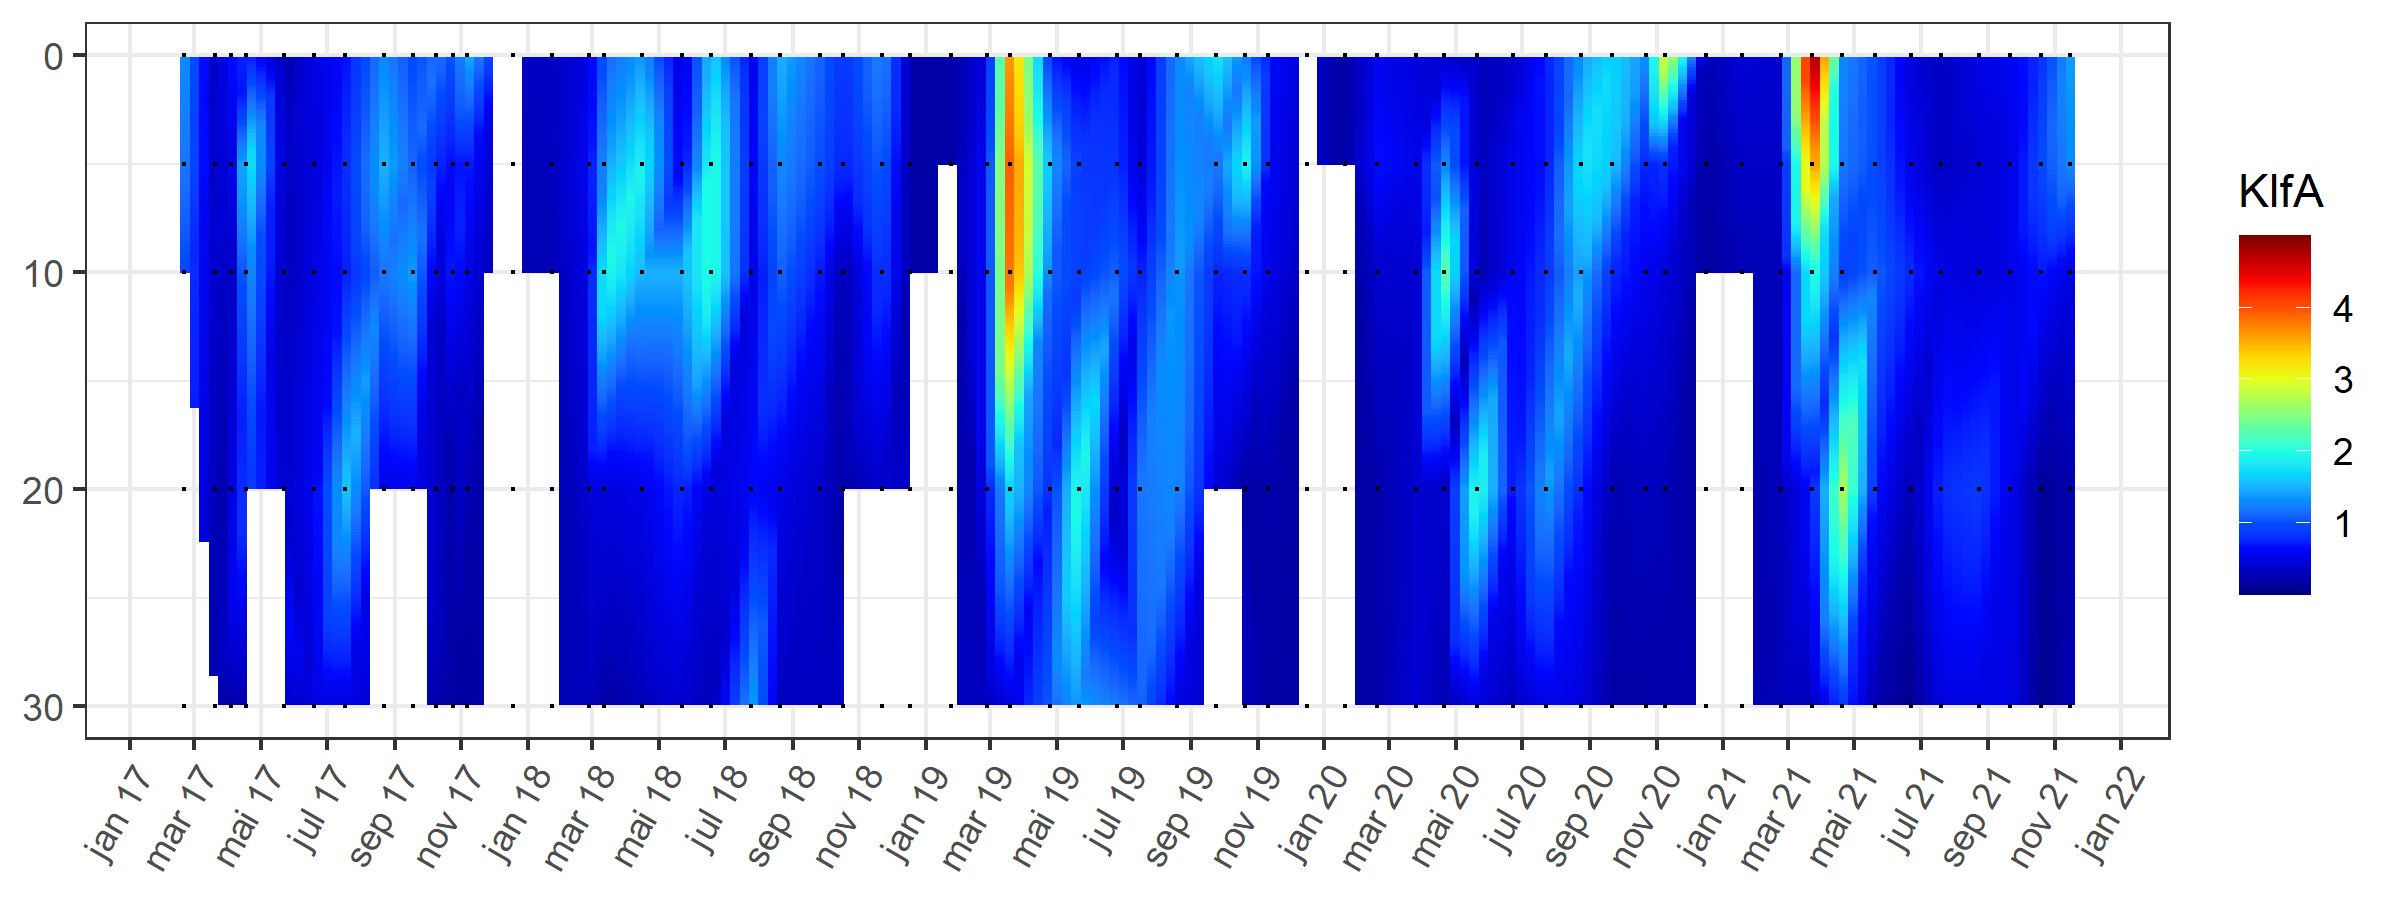 0
10
20
30
jan 17
mar 17
mai 17
jul 17
sep 17
nov 17
jan 18
mar 18
mai 18
jul 18
sep 18
nov 18
jan 19
mar 19
mai 19
jul 19
sep 19
nov 19
jan 20
mar 20
mai 20
jul 20
sep 20
nov 20
jan 21
mar 21
mai 21
jul 21
sep 21
nov 21
jan 22
KlfA
4
3
2
1